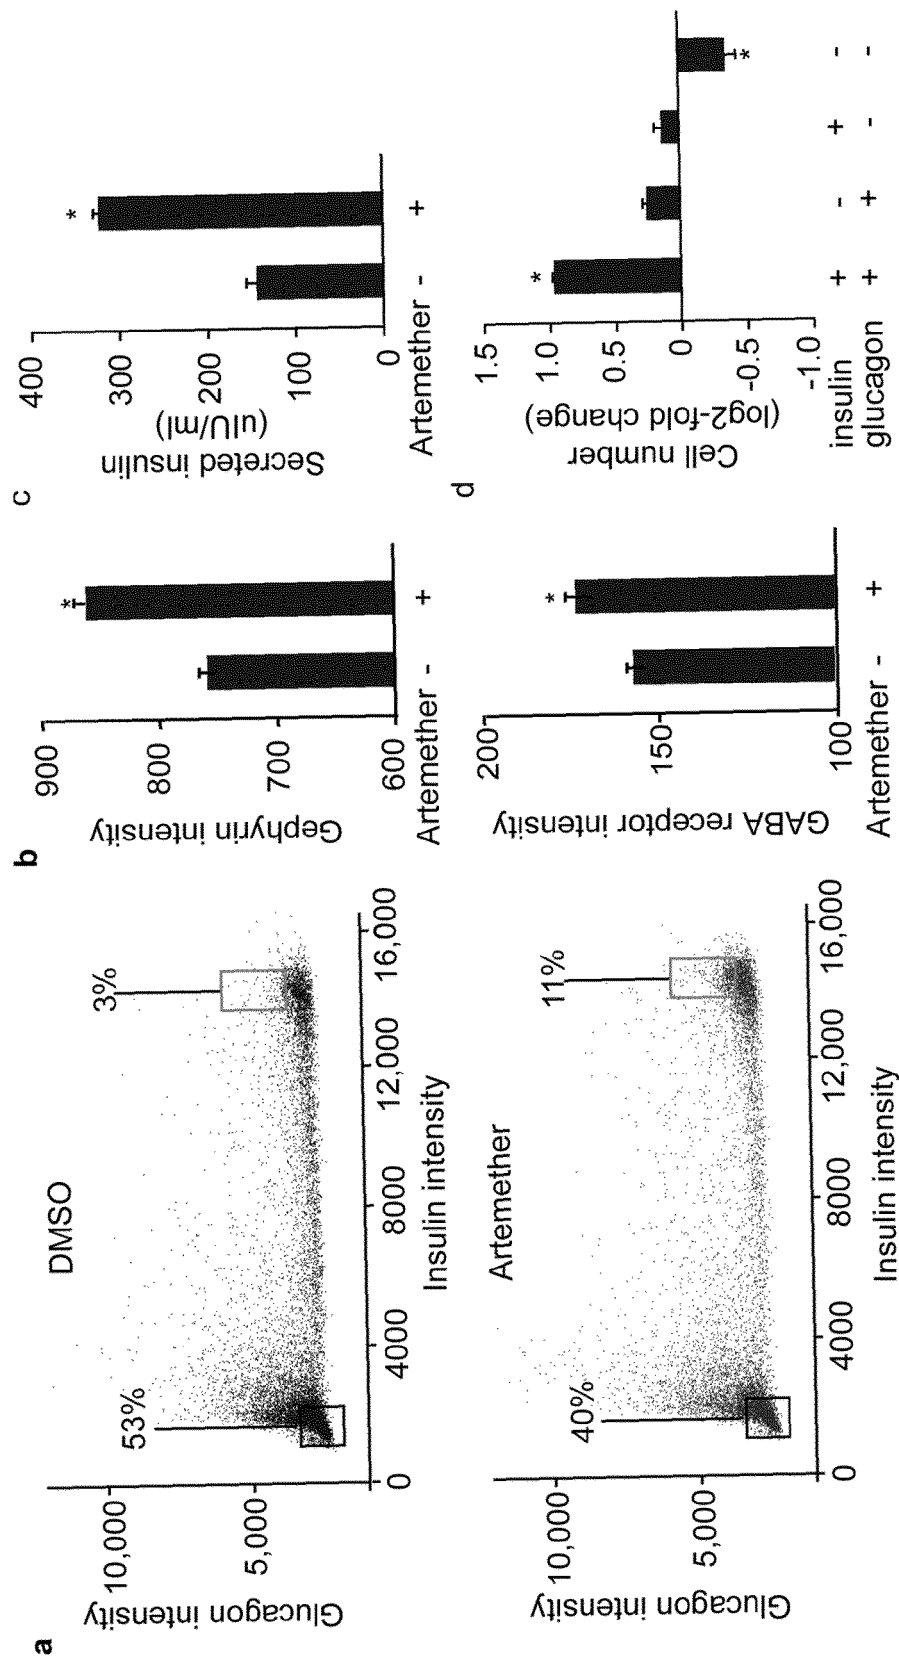 a
DMSO
53%
3%
Glucagon intensity
10,000
5,000
0
4000
8000
12,000
16,000
Insulin intensity
Artemether
40%
11%
Glucagon intensity
10,000
5,000
0
4000
8000
12,000
16,000
Insulin intensity
b
Gephyrin intensity
900
800
700
600
*
Artemether - +
GABA receptor intensity
200
150
100
*
Artemether - +
c
Secreted insulin
(uIU/ml)
400
300
200
100
0
*
Artemether - +
d
Cell number
(log2-fold change)
1.5
1.0
0.5
0
-0.5
-1.0
*
*
insulin + - + -
glucagon + + - -